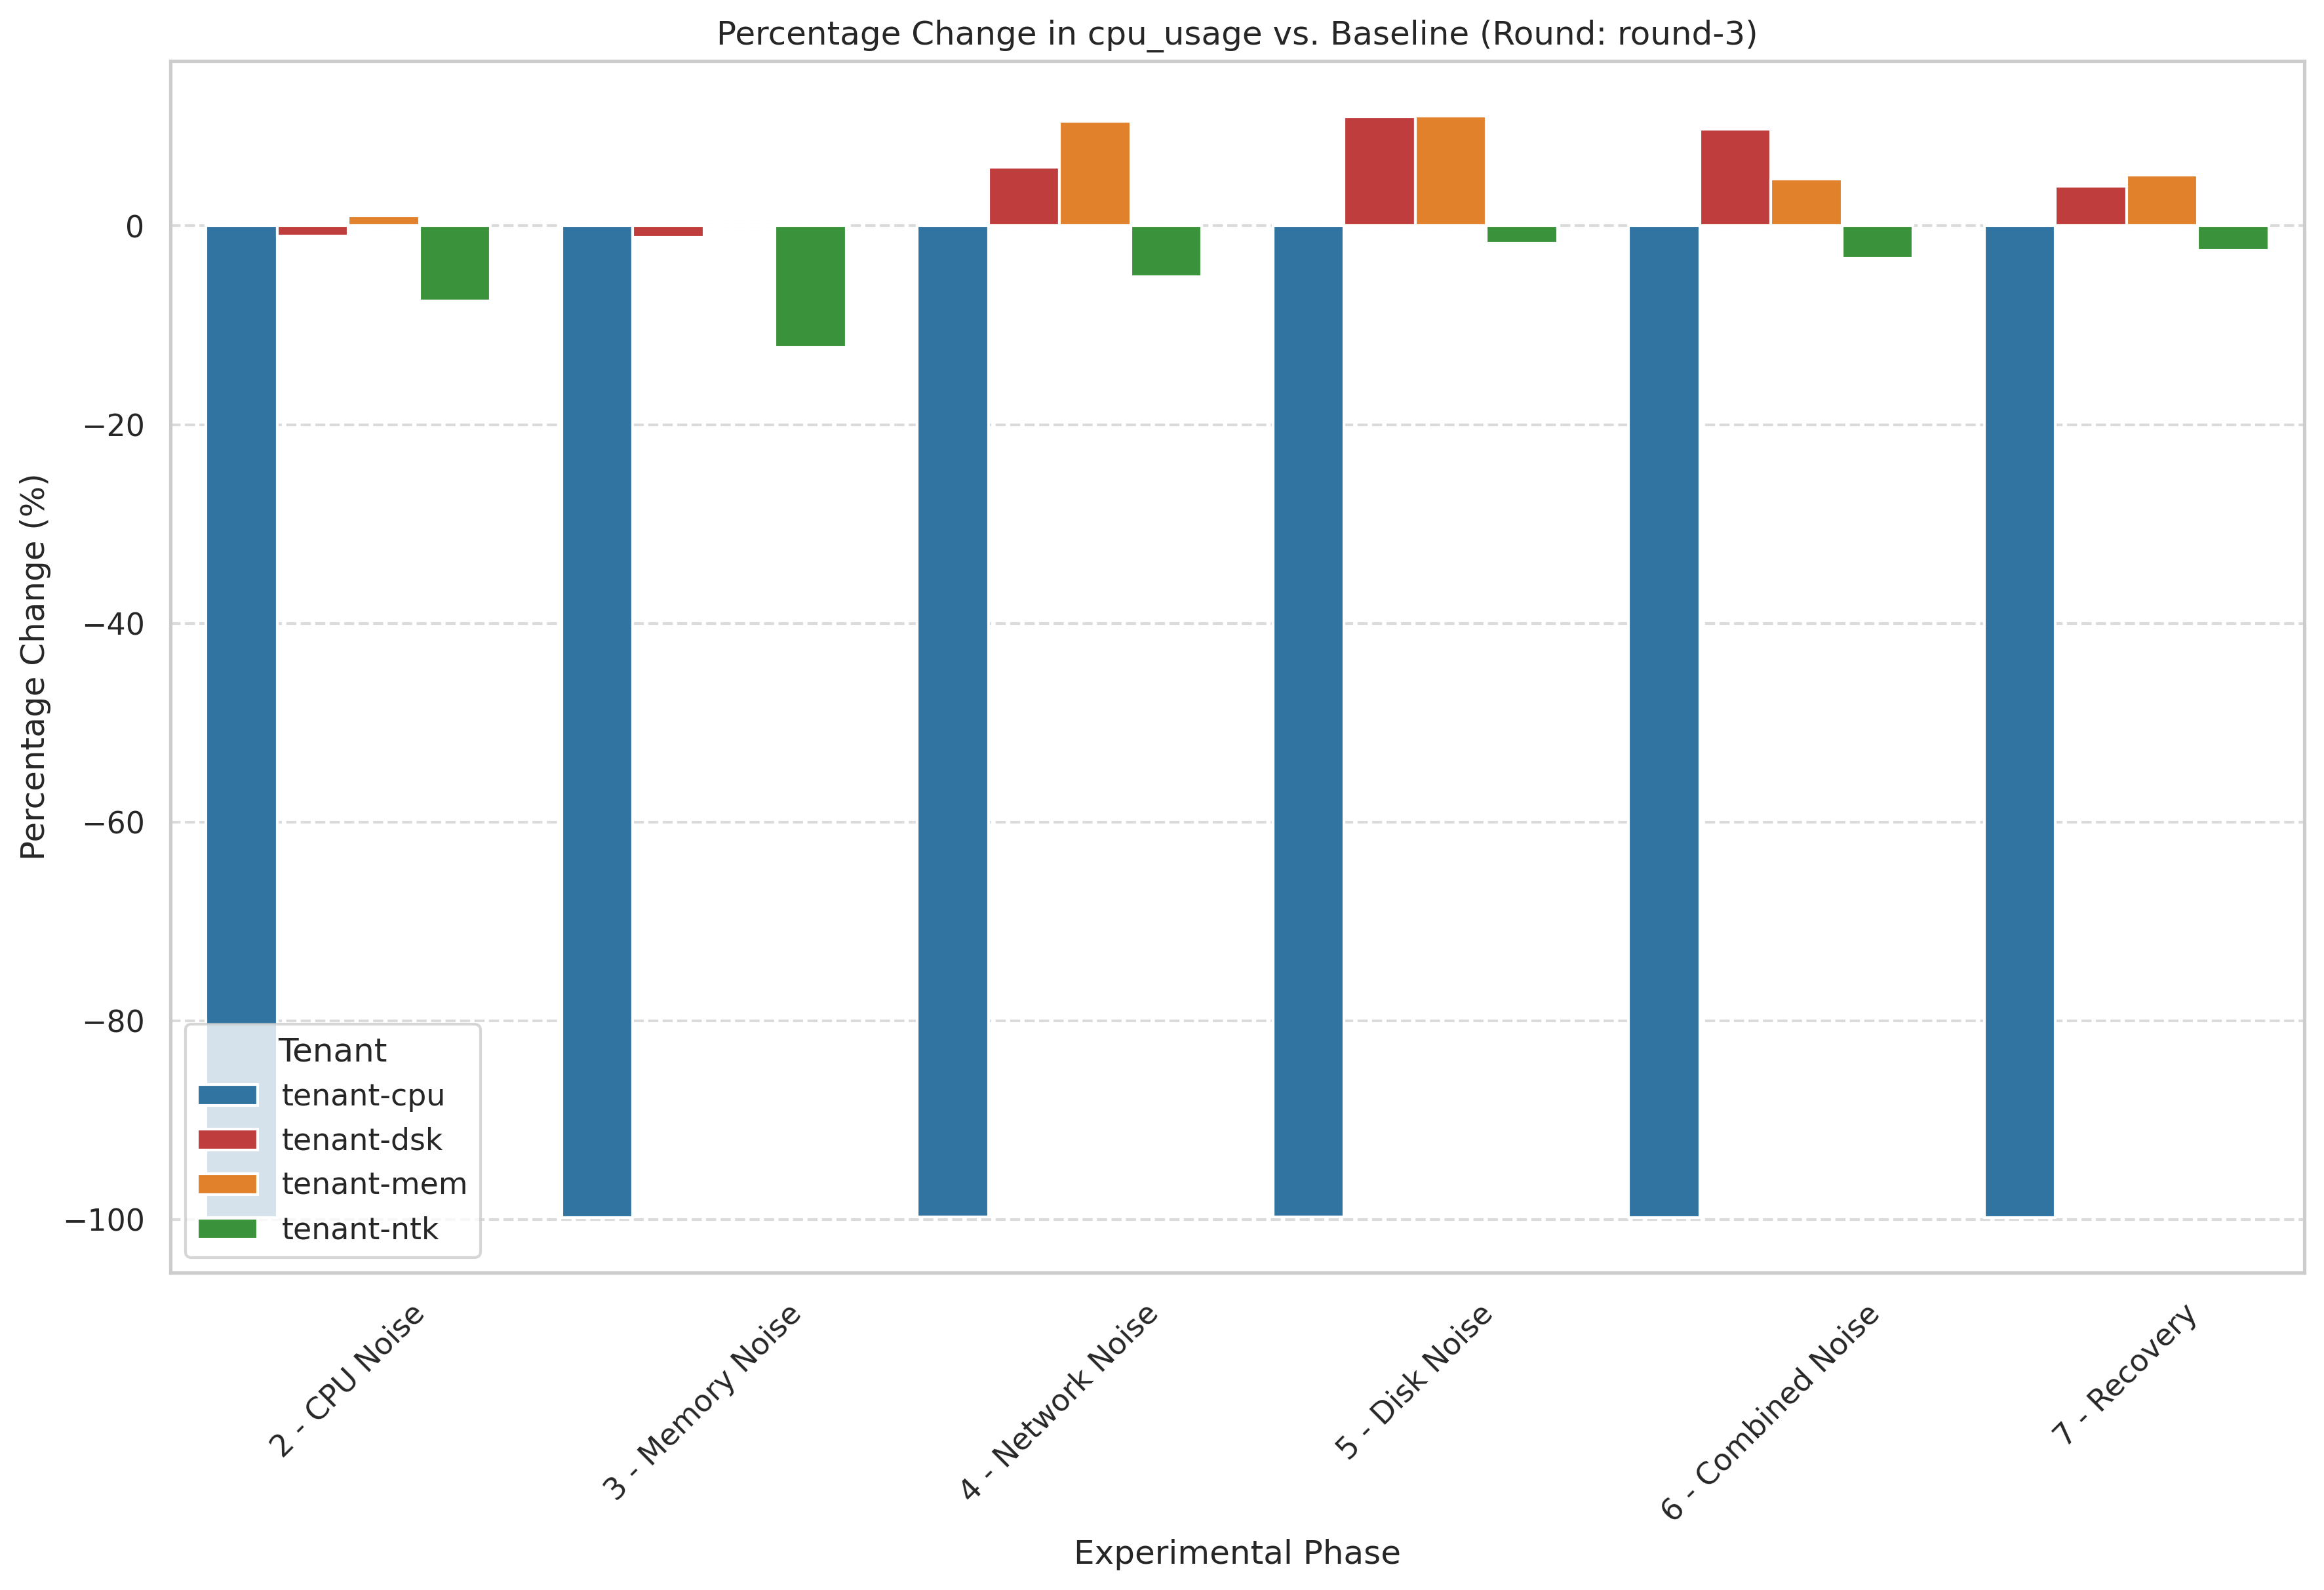 Percentage Change in cpu_usage vs. Baseline (Round: round-3)
Percentage Change (%)
0
−20
−40
−60
−80
−100
Tenant
tenant-cpu
tenant-dsk
tenant-mem
tenant-ntk
2 - CPU Noise
3 - Memory Noise
4 - Network Noise
5 - Disk Noise
6 - Combined Noise
7 - Recovery
Experimental Phase